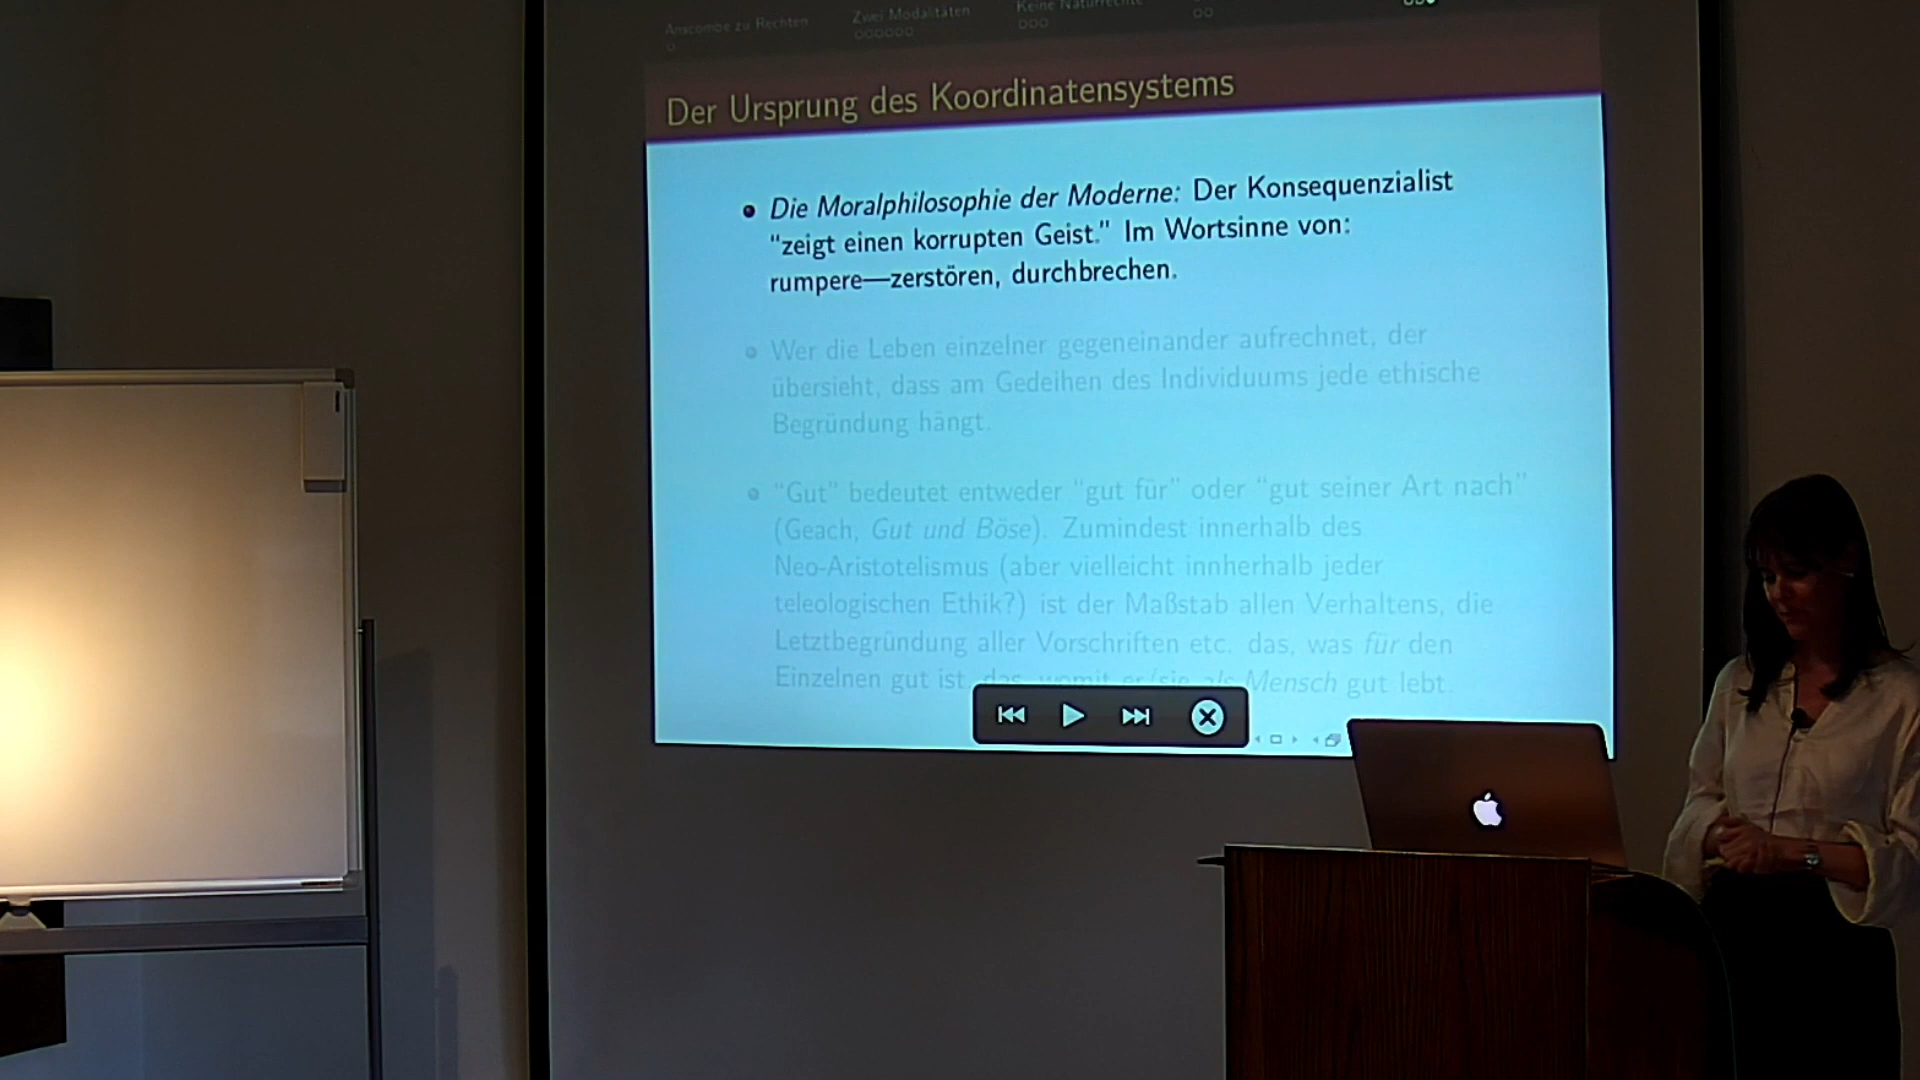 Anscombe zu Rechten
Zwei Modalitäten
Keine Naturrechte
Der Ursprung des Koordinatensystems
Die Moralphilosophie der Moderne: Der Konsequenzialist
“zeigt einen korrupten Geist.” Im Wortsinne von:
rumpere—zerstören, durchbrechen.
Wer die Leben einzelner gegeneinander aufrechnet, der
übersieht, dass am Gedeihen des Individuums jede ethische
Begründung hängt.
“Gut” bedeutet entweder “gut für” oder “gut seiner Art nach”
(Geach, Gut und Böse). Zumindest innerhalb des
Neo-Aristotelismus (aber vielleicht innherhalb jeder
teleologischen Ethik?) ist der Maßstab allen Verhaltens, die
Letztbegründung aller Vorschriften etc. das, was für den
Einzelnen gut ist, das, womit er/sie als Mensch gut lebt.